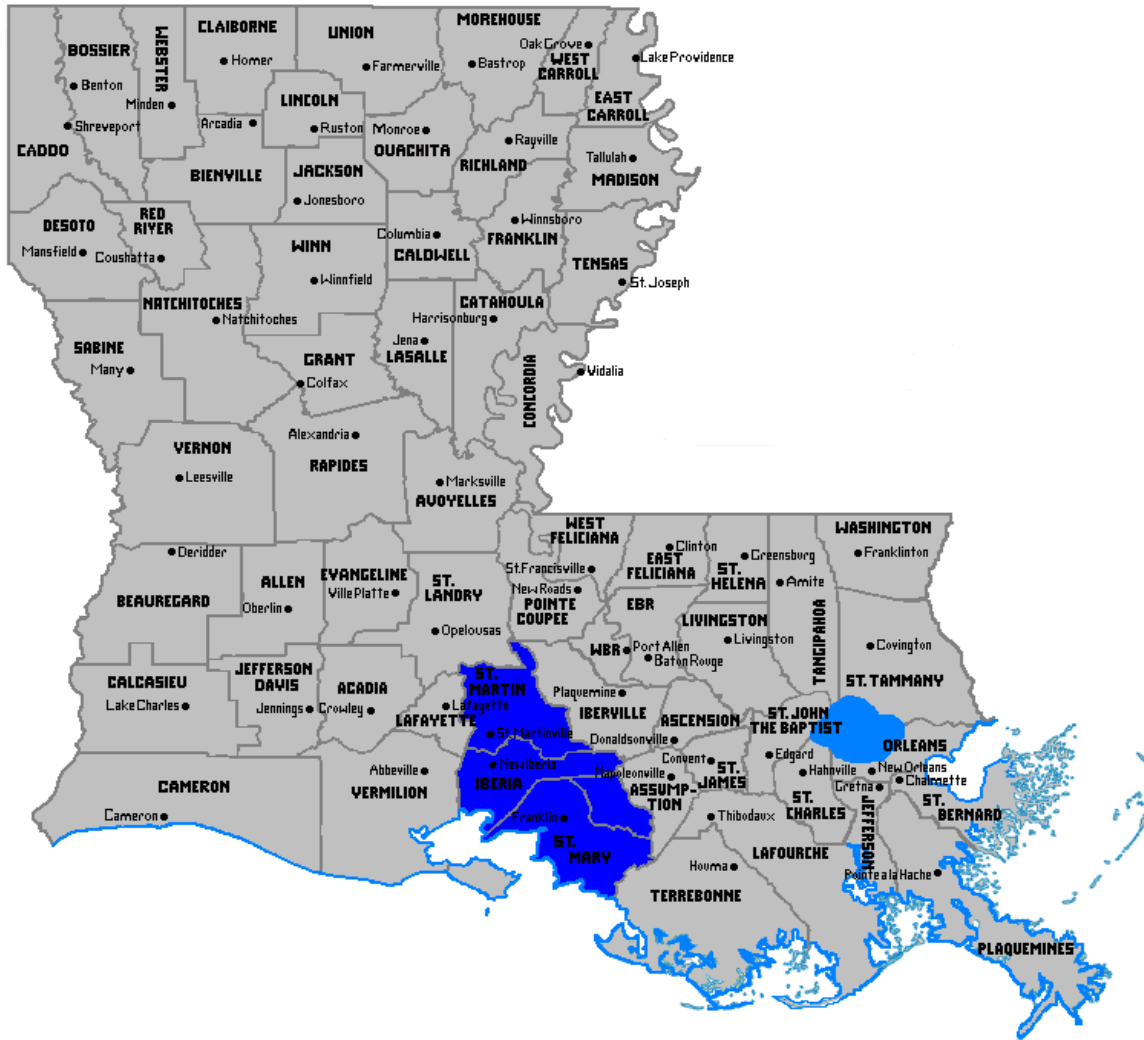 CLAIBORNE
UNION
MOREHOUSE
BOSSIER
WEBSTER
Oak Grove
WEST
CARROLL
Lake Providence
Homer
Farmerville
Bastrop
Benton
LINCOLN
EAST
CARROLL
Minden
Shreveport
Arcadia
Ruston
Monroe
OUACHITA
Rayville
RICHLAND
CADDO
Tallulah
MADISON
BIENVILLE
JACKSON
Jonesboro
DESOTO
RED
RIVER
Winnsboro
FRANKLIN
Columbia
CALDWELL
WINN
Mansfield
Coushatta
TENSAS
Winnfield
St. Joseph
NATCHITOCHES
Natchitoches
CATAHOULA
Harrisonburg
SABINE
Many
GRANT
Jena
LASALLE
Colfax
CONCORDIA
Vidalia
VERNON
Leesville
Alexandria
RAPIDES
Marksville
AVOYELLES
WEST
FELICIANA
WASHINGTON
Franklinton
Deridder
Clinton
EAST
FELICIANA
Greensburg
ST.
HELENA
St. Francisville
Amite
ALLEN
Oberlin
EVANGELINE
Ville Platte
ST.
LANDRY
New Roads
POINTE
COUPEE
BEAUREGARD
EBR
LIVINGSTON
Livingston
TANGIPAHOA
Opelousas
WBR
Port Allen
Baton Rouge
Covington
ST. TAMMANY
CALCASIEU
Lake Charles
JEFFERSON
DAVIS
Jennings
ACADIA
Crowley
ST.
MARTIN
Lafayette
LAFAYETTE
Plaquemine
IBERVILLE
ASCENSION
ST. JOHN
THE BAPTIST
St. Martinville
Donaldsonville
ORLEANS
Edgard
Convent
ST.
JAMES
New Iberia
IBERIA
Abbeville
VERMILION
Napoleonville
ASSUMP-
TION
Hahnville
New Orleans
Chalmette
Gretna
CAMERON
Cameron
ST.
CHARLES
JEFFERSON
ST.
BERNARD
Franklin
ST.
MARY
Thibodaux
LAFOURCHE
Houma
TERREBONNE
Pointe a la Hache
PLAQUEMINES